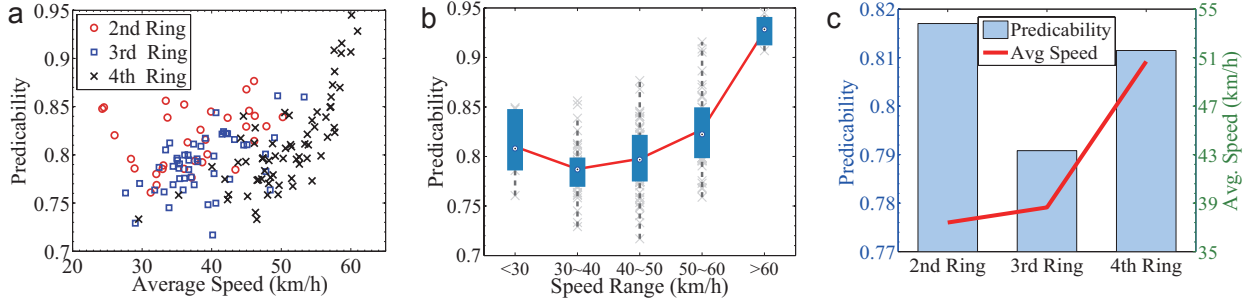 a
2nd Ring
3rd Ring
4th Ring
Predicability
0.95
0.9
0.85
0.8
0.75
0.7
20
30
40
50
60
Average Speed (km/h)
b
Predicability
0.95
0.9
0.85
0.8
0.75
0.7
<30
30~40
40~50
50~60
>60
Speed Range (km/h)
c
Predicability
Avg Speed
Predicability
0.82
0.81
0.8
0.79
0.78
0.77
2nd Ring
3rd Ring
4th Ring
55
51
47
43
39
35
Avg. Speed (km/h)